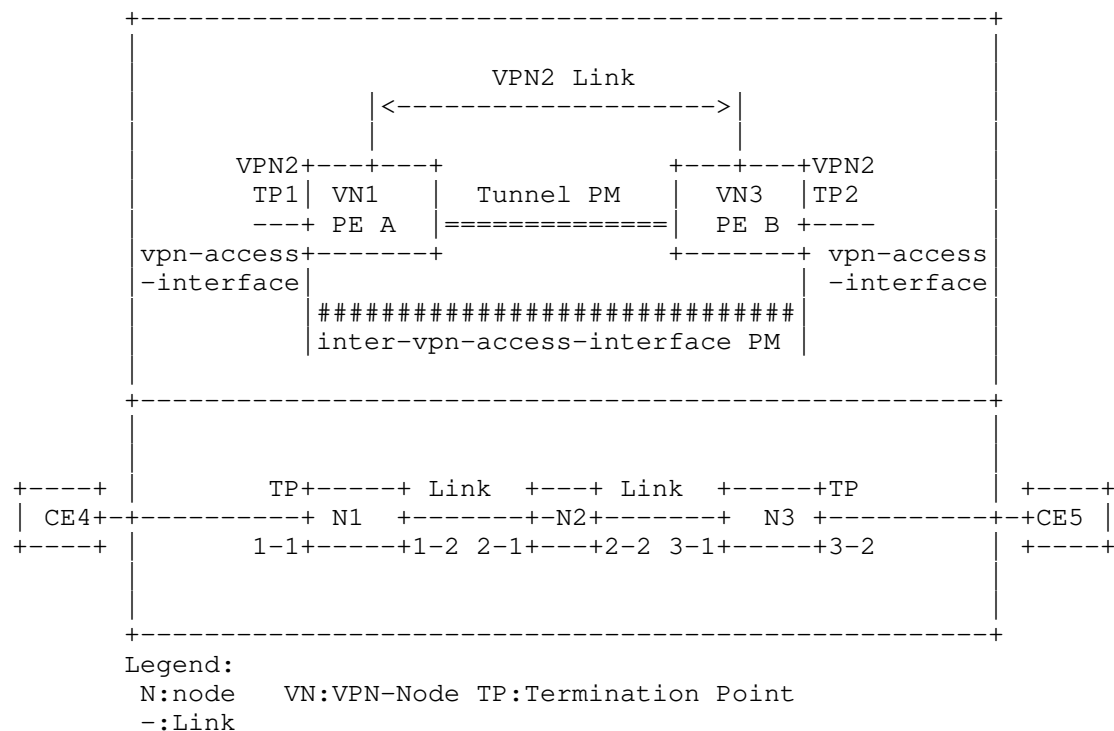 VPN2 Link
|<--------------------->|
VPN2+---+---+ +---+---+VPN2
TP1| VN1 | Tunnel PM | VN3 |TP2
---+ PE A |==============| PE B +----
vpn-access+-------+ +-------+ vpn-access
-interface| | -interface
|##############################|
|inter-vpn-access-interface PM |
+----+ TP+-----+ Link +---+ Link +-----+TP +----+
| CE4+-+----------+ N1 +-------+-N2+-------+ N3 +----------+-+CE5 |
+----+ 1-1+-----+1-2 2-1+---+2-2 3-1+-----+3-2 +----+
Legend:
N:node VN:VPN-Node TP:Termination Point
-:Link